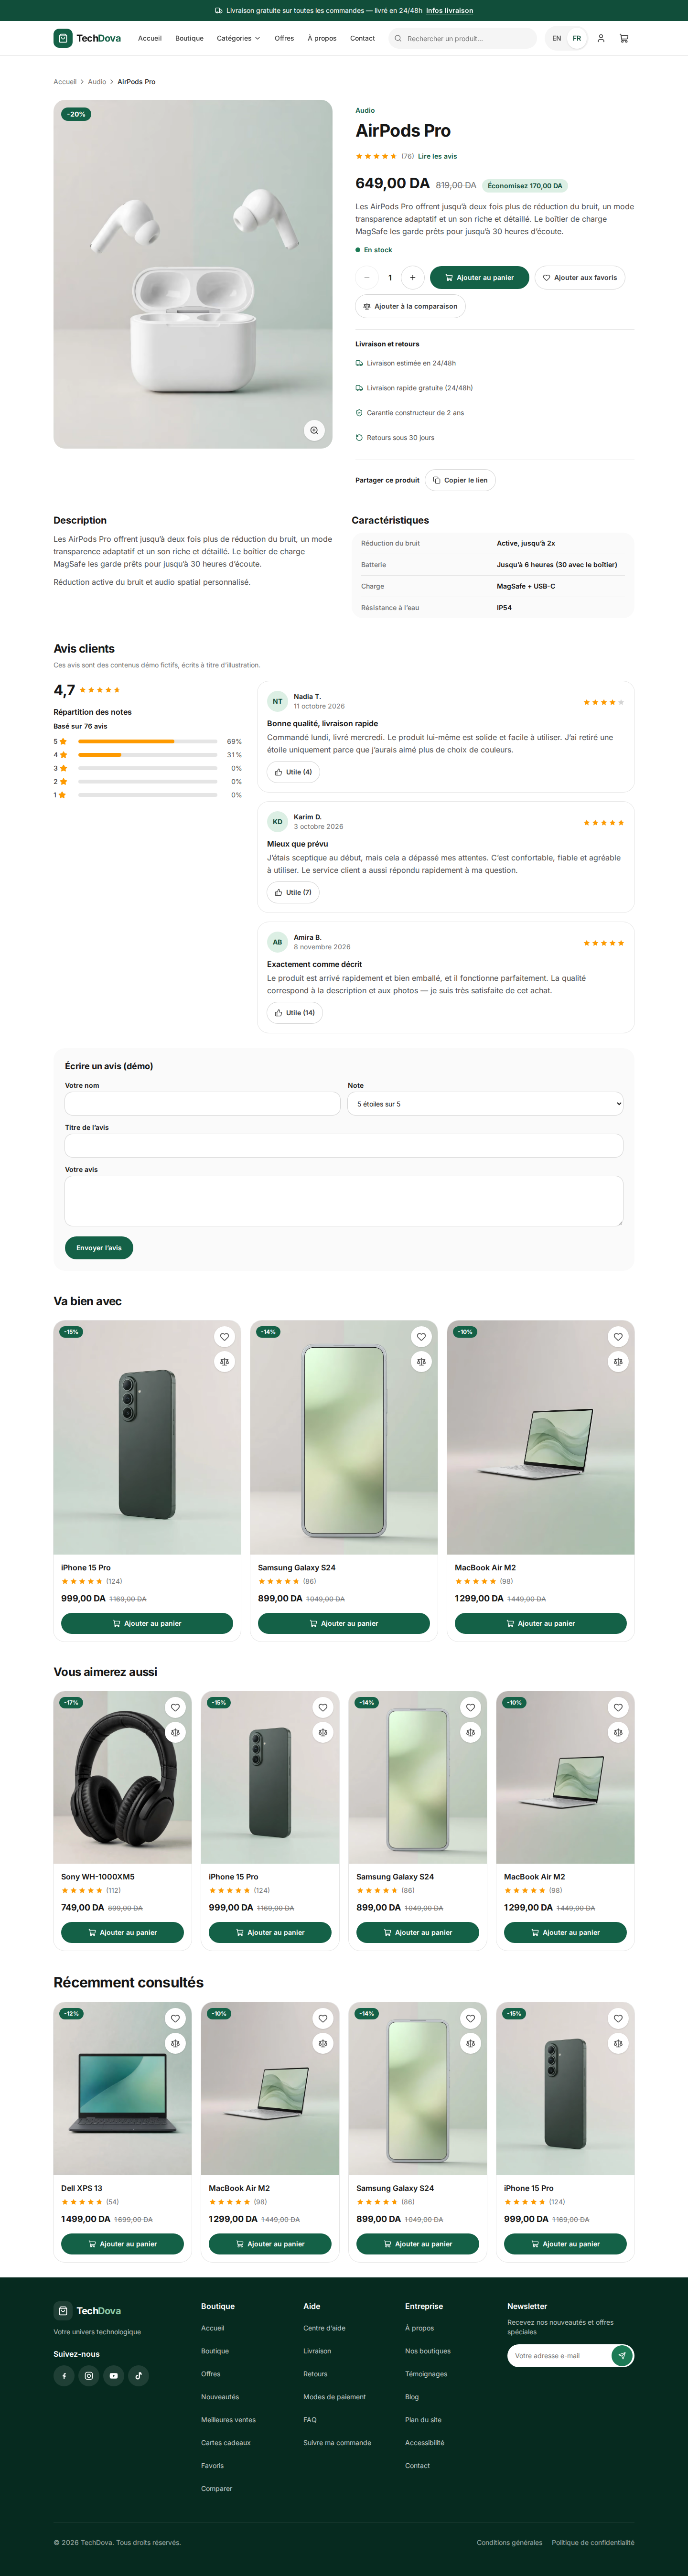 Livraison gratuite sur toutes les commandes — livré en 24/48h Infos livraison
TechDova
Accueil
Boutique
Catégories
Offres
À propos
Contact
Rechercher un produit...
EN
FR
Accueil > Audio > AirPods Pro
-20%
Audio
AirPods Pro
(76) Lire les avis
649,00 DA 819,00 DA Économisez 170,00 DA
Les AirPods Pro offrent jusqu’à deux fois plus de réduction du bruit, un mode
transparence adaptatif et un son riche et détaillé. Le boîtier de charge
MagSafe les garde prêts pour jusqu’à 30 heures d’écoute.
En stock
1
Ajouter au panier
Ajouter aux favoris
Ajouter à la comparaison
Livraison et retours
Livraison estimée en 24/48h
Livraison rapide gratuite (24/48h)
Garantie constructeur de 2 ans
Retours sous 30 jours
Partager ce produit
Copier le lien
Description
Les AirPods Pro offrent jusqu’à deux fois plus de réduction du bruit, un mode
transparence adaptatif et un son riche et détaillé. Le boîtier de charge
MagSafe les garde prêts pour jusqu’à 30 heures d’écoute.
Réduction active du bruit et audio spatial personnalisé.
Caractéristiques
Réduction du bruit Active, jusqu’à 2x
Batterie Jusqu’à 6 heures (30 avec le boîtier)
Charge MagSafe + USB-C
Résistance à l’eau IP54
Avis clients
Ces avis sont des contenus démo fictifs, écrits à titre d’illustration.
4,7
Répartition des notes
Basé sur 76 avis
5 69%
4 31%
3 0%
2 0%
1 0%
NT
Nadia T.
11 octobre 2026
Bonne qualité, livraison rapide
Commandé lundi, livré mercredi. Le produit lui-même est solide et facile à utiliser. J’ai retiré une
étoile uniquement parce que j’aurais aimé plus de choix de couleurs.
Utile (4)
KD
Karim D.
3 octobre 2026
Mieux que prévu
J’étais sceptique au début, mais cela a dépassé mes attentes. C’est confortable, fiable et agréable
à utiliser. Le service client a aussi répondu rapidement à ma question.
Utile (7)
AB
Amira B.
8 novembre 2026
Exactement comme décrit
Le produit est arrivé rapidement et bien emballé, et il fonctionne parfaitement. La qualité
correspond à la description et aux photos — je suis très satisfaite de cet achat.
Utile (14)
Écrire un avis (démo)
Votre nom
Note
5 étoiles sur 5
Titre de l’avis
Votre avis
Envoyer l’avis
Va bien avec
-15%
iPhone 15 Pro
(124)
999,00 DA 1 169,00 DA
Ajouter au panier
-14%
Samsung Galaxy S24
(86)
899,00 DA 1 049,00 DA
Ajouter au panier
-10%
MacBook Air M2
(98)
1 299,00 DA 1 449,00 DA
Ajouter au panier
Vous aimerez aussi
-17%
Sony WH-1000XM5
(112)
749,00 DA 899,00 DA
Ajouter au panier
-15%
iPhone 15 Pro
(124)
999,00 DA 1 169,00 DA
Ajouter au panier
-14%
Samsung Galaxy S24
(86)
899,00 DA 1 049,00 DA
Ajouter au panier
-10%
MacBook Air M2
(98)
1 299,00 DA 1 449,00 DA
Ajouter au panier
Récemment consultés
-12%
Dell XPS 13
(54)
1 499,00 DA 1 699,00 DA
Ajouter au panier
-10%
MacBook Air M2
(98)
1 299,00 DA 1 449,00 DA
Ajouter au panier
-14%
Samsung Galaxy S24
(86)
899,00 DA 1 049,00 DA
Ajouter au panier
-15%
iPhone 15 Pro
(124)
999,00 DA 1 169,00 DA
Ajouter au panier
TechDova
Votre univers technologique
Suivez-nous
Boutique
Accueil
Boutique
Offres
Nouveautés
Meilleures ventes
Cartes cadeaux
Favoris
Comparer
Aide
Centre d’aide
Livraison
Retours
Modes de paiement
FAQ
Suivre ma commande
Entreprise
À propos
Nos boutiques
Témoignages
Blog
Plan du site
Accessibilité
Contact
Newsletter
Recevez nos nouveautés et offres
spéciales
Votre adresse e-mail
© 2026 TechDova. Tous droits réservés.
Conditions générales
Politique de confidentialité